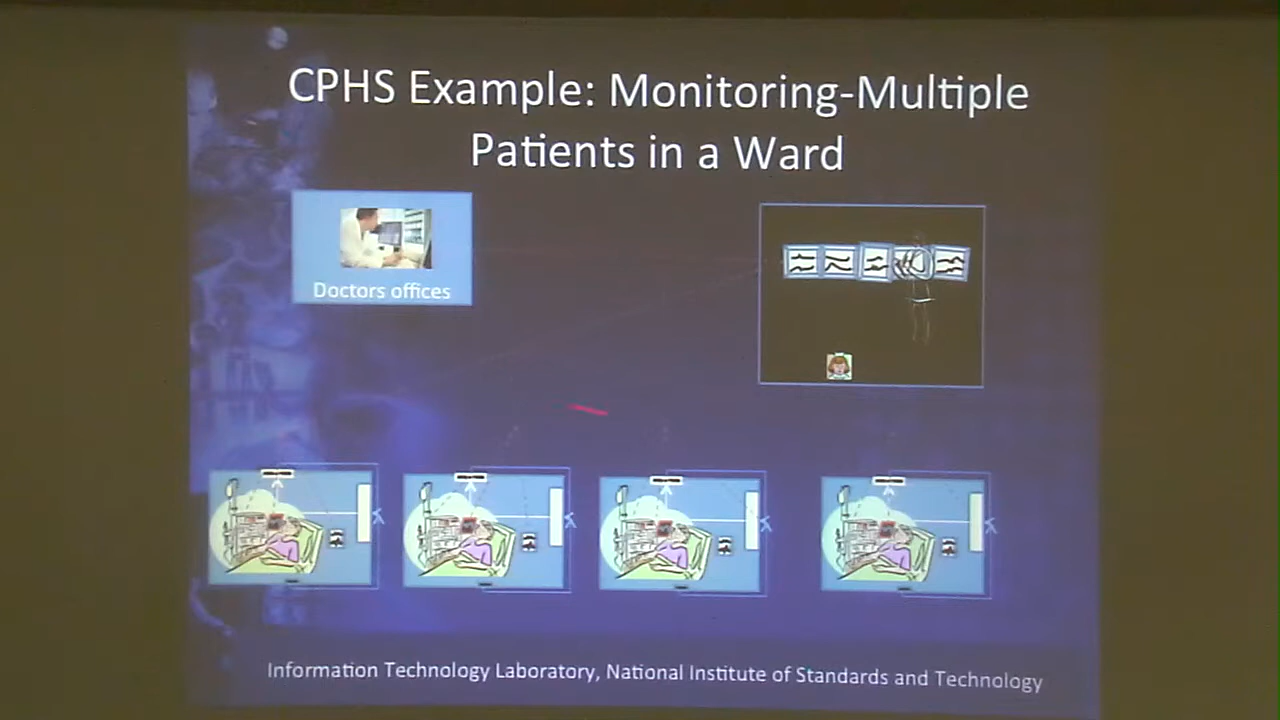 CPHS Example: Monitoring-Multiple
Patients in a Ward
Doctors offices
Information Technology Laboratory, National Institute of Standards and Technology